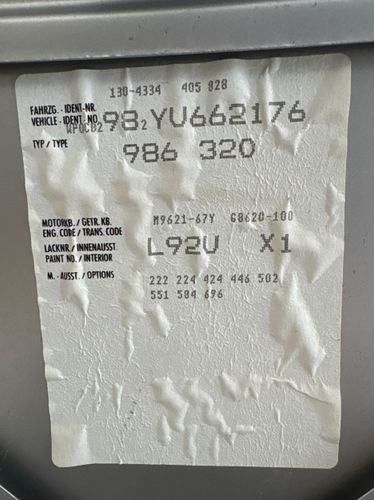 130-4334 405 828
FAHRZG. - IDENT-NR.
VEHICLE - IDENT. NO. WP0CB2 98 2 YU662176
TYP / TYPE 986 320
MOTORKB. / GETR. KB. M9621-67Y G8620-100
ENG. CODE / TRANS. CODE
LACKNR / INNENAUSST. L92U X1
PAINT NO. / INTERIOR
M. - AUSST. / OPTIONS 222 224 424 446 502
551 584 696